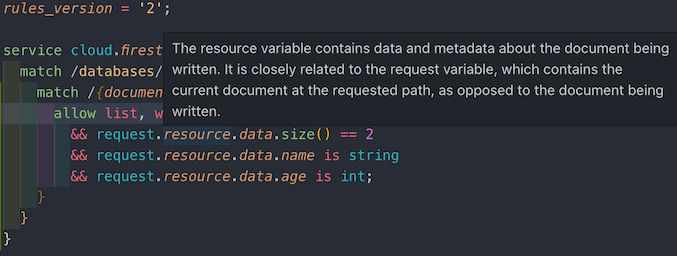 rules_version = '2';
service cloud.firest
The resource variable contains data and metadata about the document being
match /databases/
written. It is closely related to the request variable, which contains the
match /{documen
current document at the requested path, as opposed to the document being
allow list, w
written.
&& request.resource.data.size() == 2
&& request.resource.data.name is string
&& request.resource.data.age is int;
}
}
}